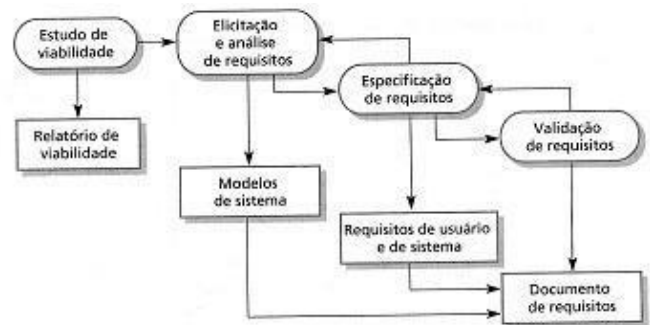 Estudo de
viabilidade
Elicitação
e análise
de requisitos
Especificação
de requisitos
Validação
de requisitos
Relatório de
viabilidade
Modelos
de sistema
Requisitos de usuário
e de sistema
Documento
de requisitos